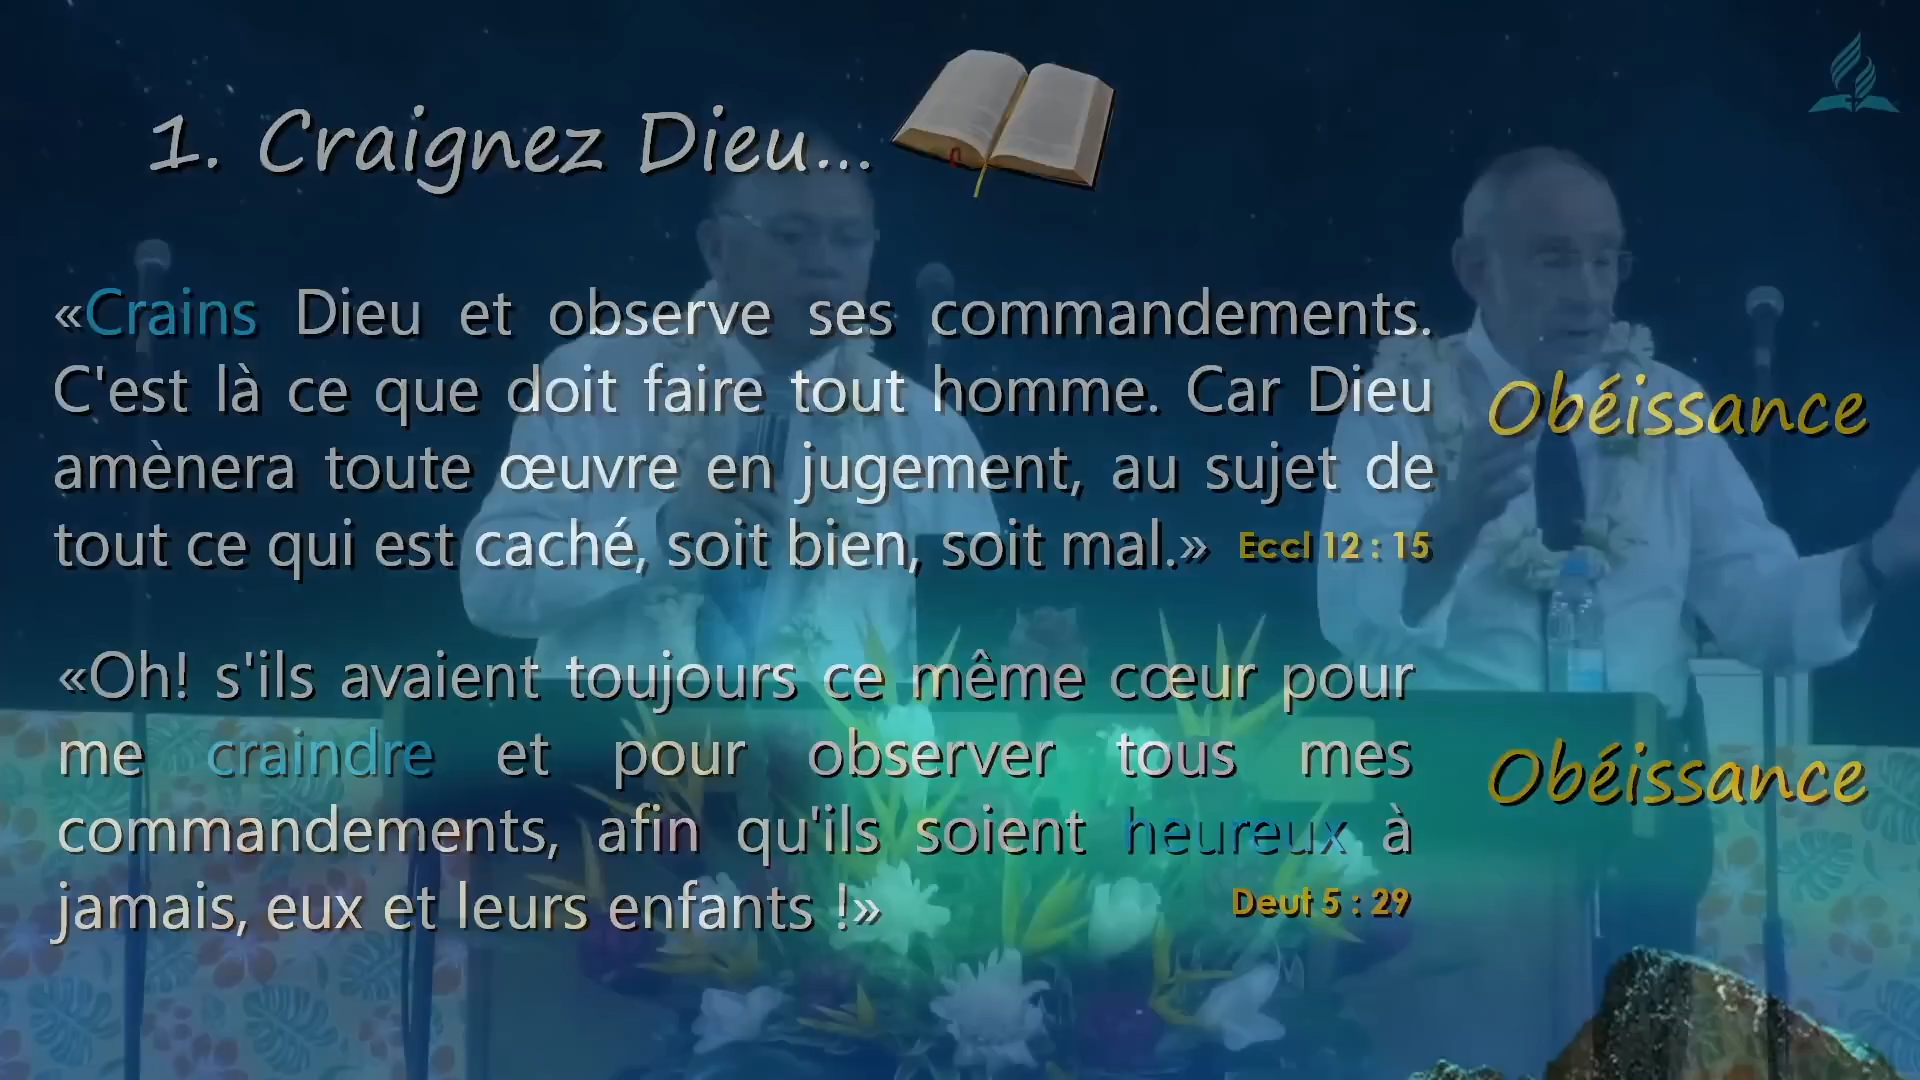 1. Craignez Dieu...
«Crains Dieu et observe ses commandements.
C'est là ce que doit faire tout homme. Car Dieu
amènera toute œuvre en jugement, au sujet de
tout ce qui est caché, soit bien, soit mal.» Eccl 12 : 15
Obéissance
«Oh! s'ils avaient toujours ce même cœur pour
me craindre et pour observer tous mes
commandements, afin qu'ils soient heureux à
jamais, eux et leurs enfants !» Deut 5 : 29
Obéissance